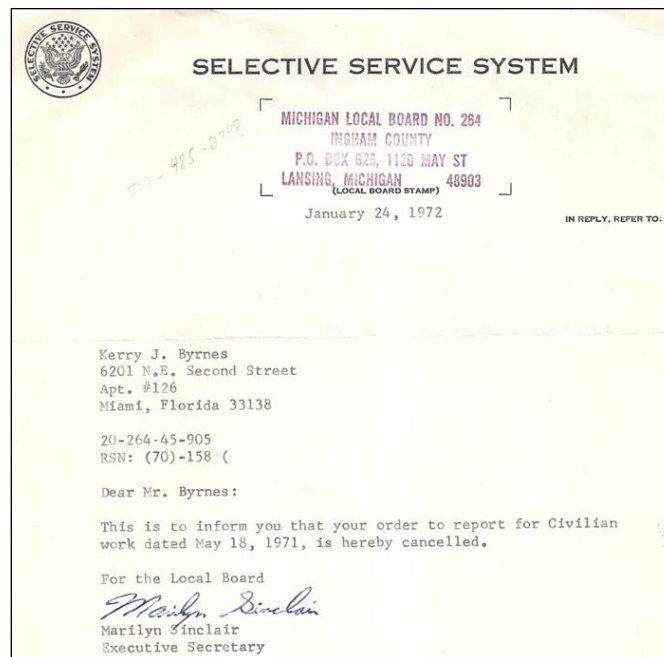 SELECTIVE SERVICE SYSTEM
SELECTIVE SERVICE SYSTEM
MICHIGAN LOCAL BOARD NO. 264
INGHAM COUNTY
P.O. BOX 626, 1120 MAY ST
LANSING, MICHIGAN 48903
(LOCAL BOARD STAMP)
517-485-
January 24, 1972
IN REPLY, REFER TO:
Kerry J. Byrnes
6201 N.E. Second Street
Apt. #126
Miami, Florida 33138
20-264-45-905
RSN: (70)-158 (
Dear Mr. Byrnes:
This is to inform you that your order to report for Civilian
work dated May 18, 1971, is hereby cancelled.
For the Local Board
Marilyn Sinclair
Marilyn Sinclair
Executive Secretary